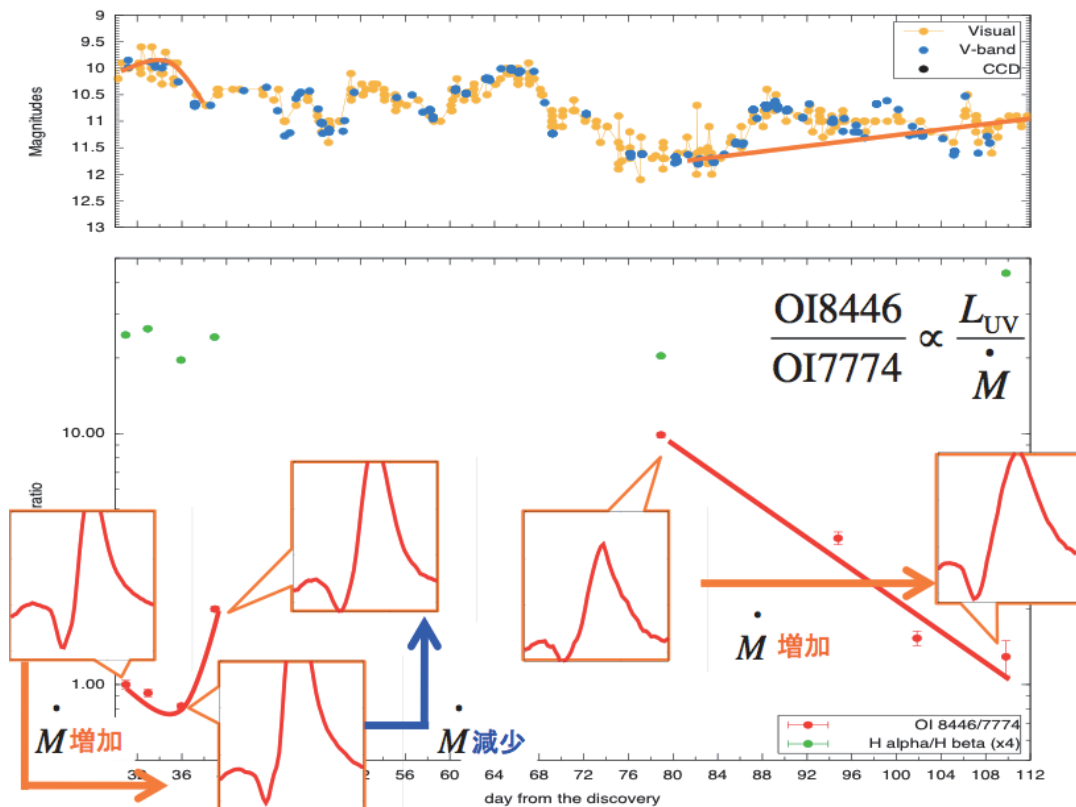 9
9.5
10
10.5
11
11.5
12
12.5
13
Magnitudes
Visual
V-band
CCD
OI8446
OI7774
∝
L_UV
Ṁ
10.00
1.00
ratio
Ṁ 増加
Ṁ 減少
Ṁ 増加
OI 8446/7774
H alpha/H beta (x4)
32 36 52 56 60 64 68 72 76 80 84 88 92 96 100 104 108 112
day from the discovery